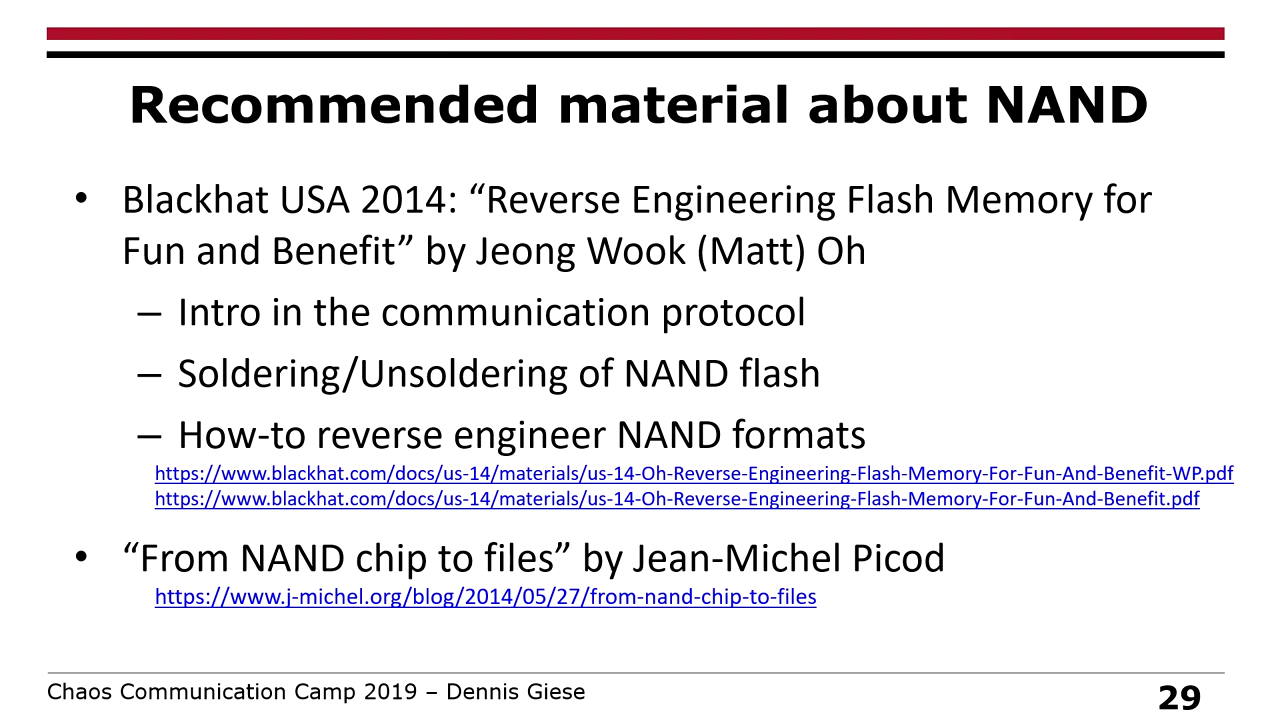 Recommended material about NAND
• Blackhat USA 2014: “Reverse Engineering Flash Memory for
Fun and Benefit” by Jeong Wook (Matt) Oh
– Intro in the communication protocol
– Soldering/Unsoldering of NAND flash
– How-to reverse engineer NAND formats
https://www.blackhat.com/docs/us-14/materials/us-14-Oh-Reverse-Engineering-Flash-Memory-For-Fun-And-Benefit-WP.pdf
https://www.blackhat.com/docs/us-14/materials/us-14-Oh-Reverse-Engineering-Flash-Memory-For-Fun-And-Benefit.pdf
• “From NAND chip to files” by Jean-Michel Picod
https://www.j-michel.org/blog/2014/05/27/from-nand-chip-to-files
Chaos Communication Camp 2019 – Dennis Giese
29